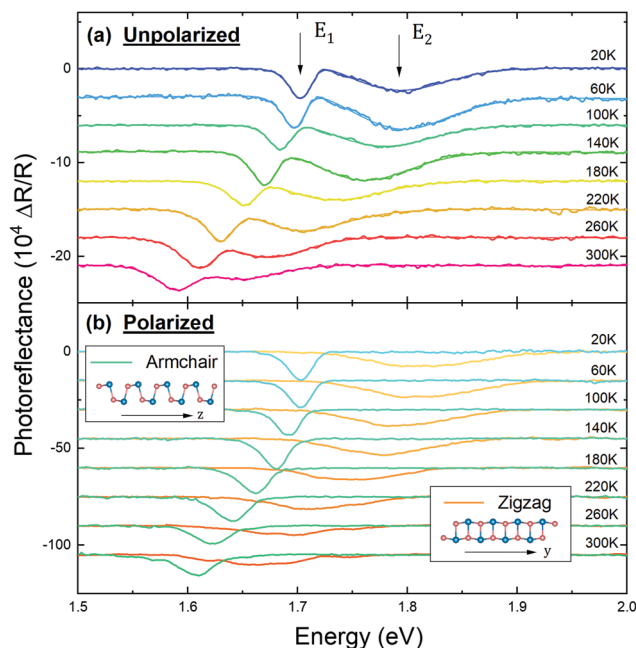 (a) Unpolarized
E1
E2
20K
60K
100K
140K
180K
220K
260K
300K
0
-10
-20
(b) Polarized
Armchair
z
20K
60K
100K
140K
180K
220K
260K
300K
Zigzag
y
0
-50
-100
Photoreflectance (10⁴ ΔR/R)
1.5 1.6 1.7 1.8 1.9 2.0
Energy (eV)